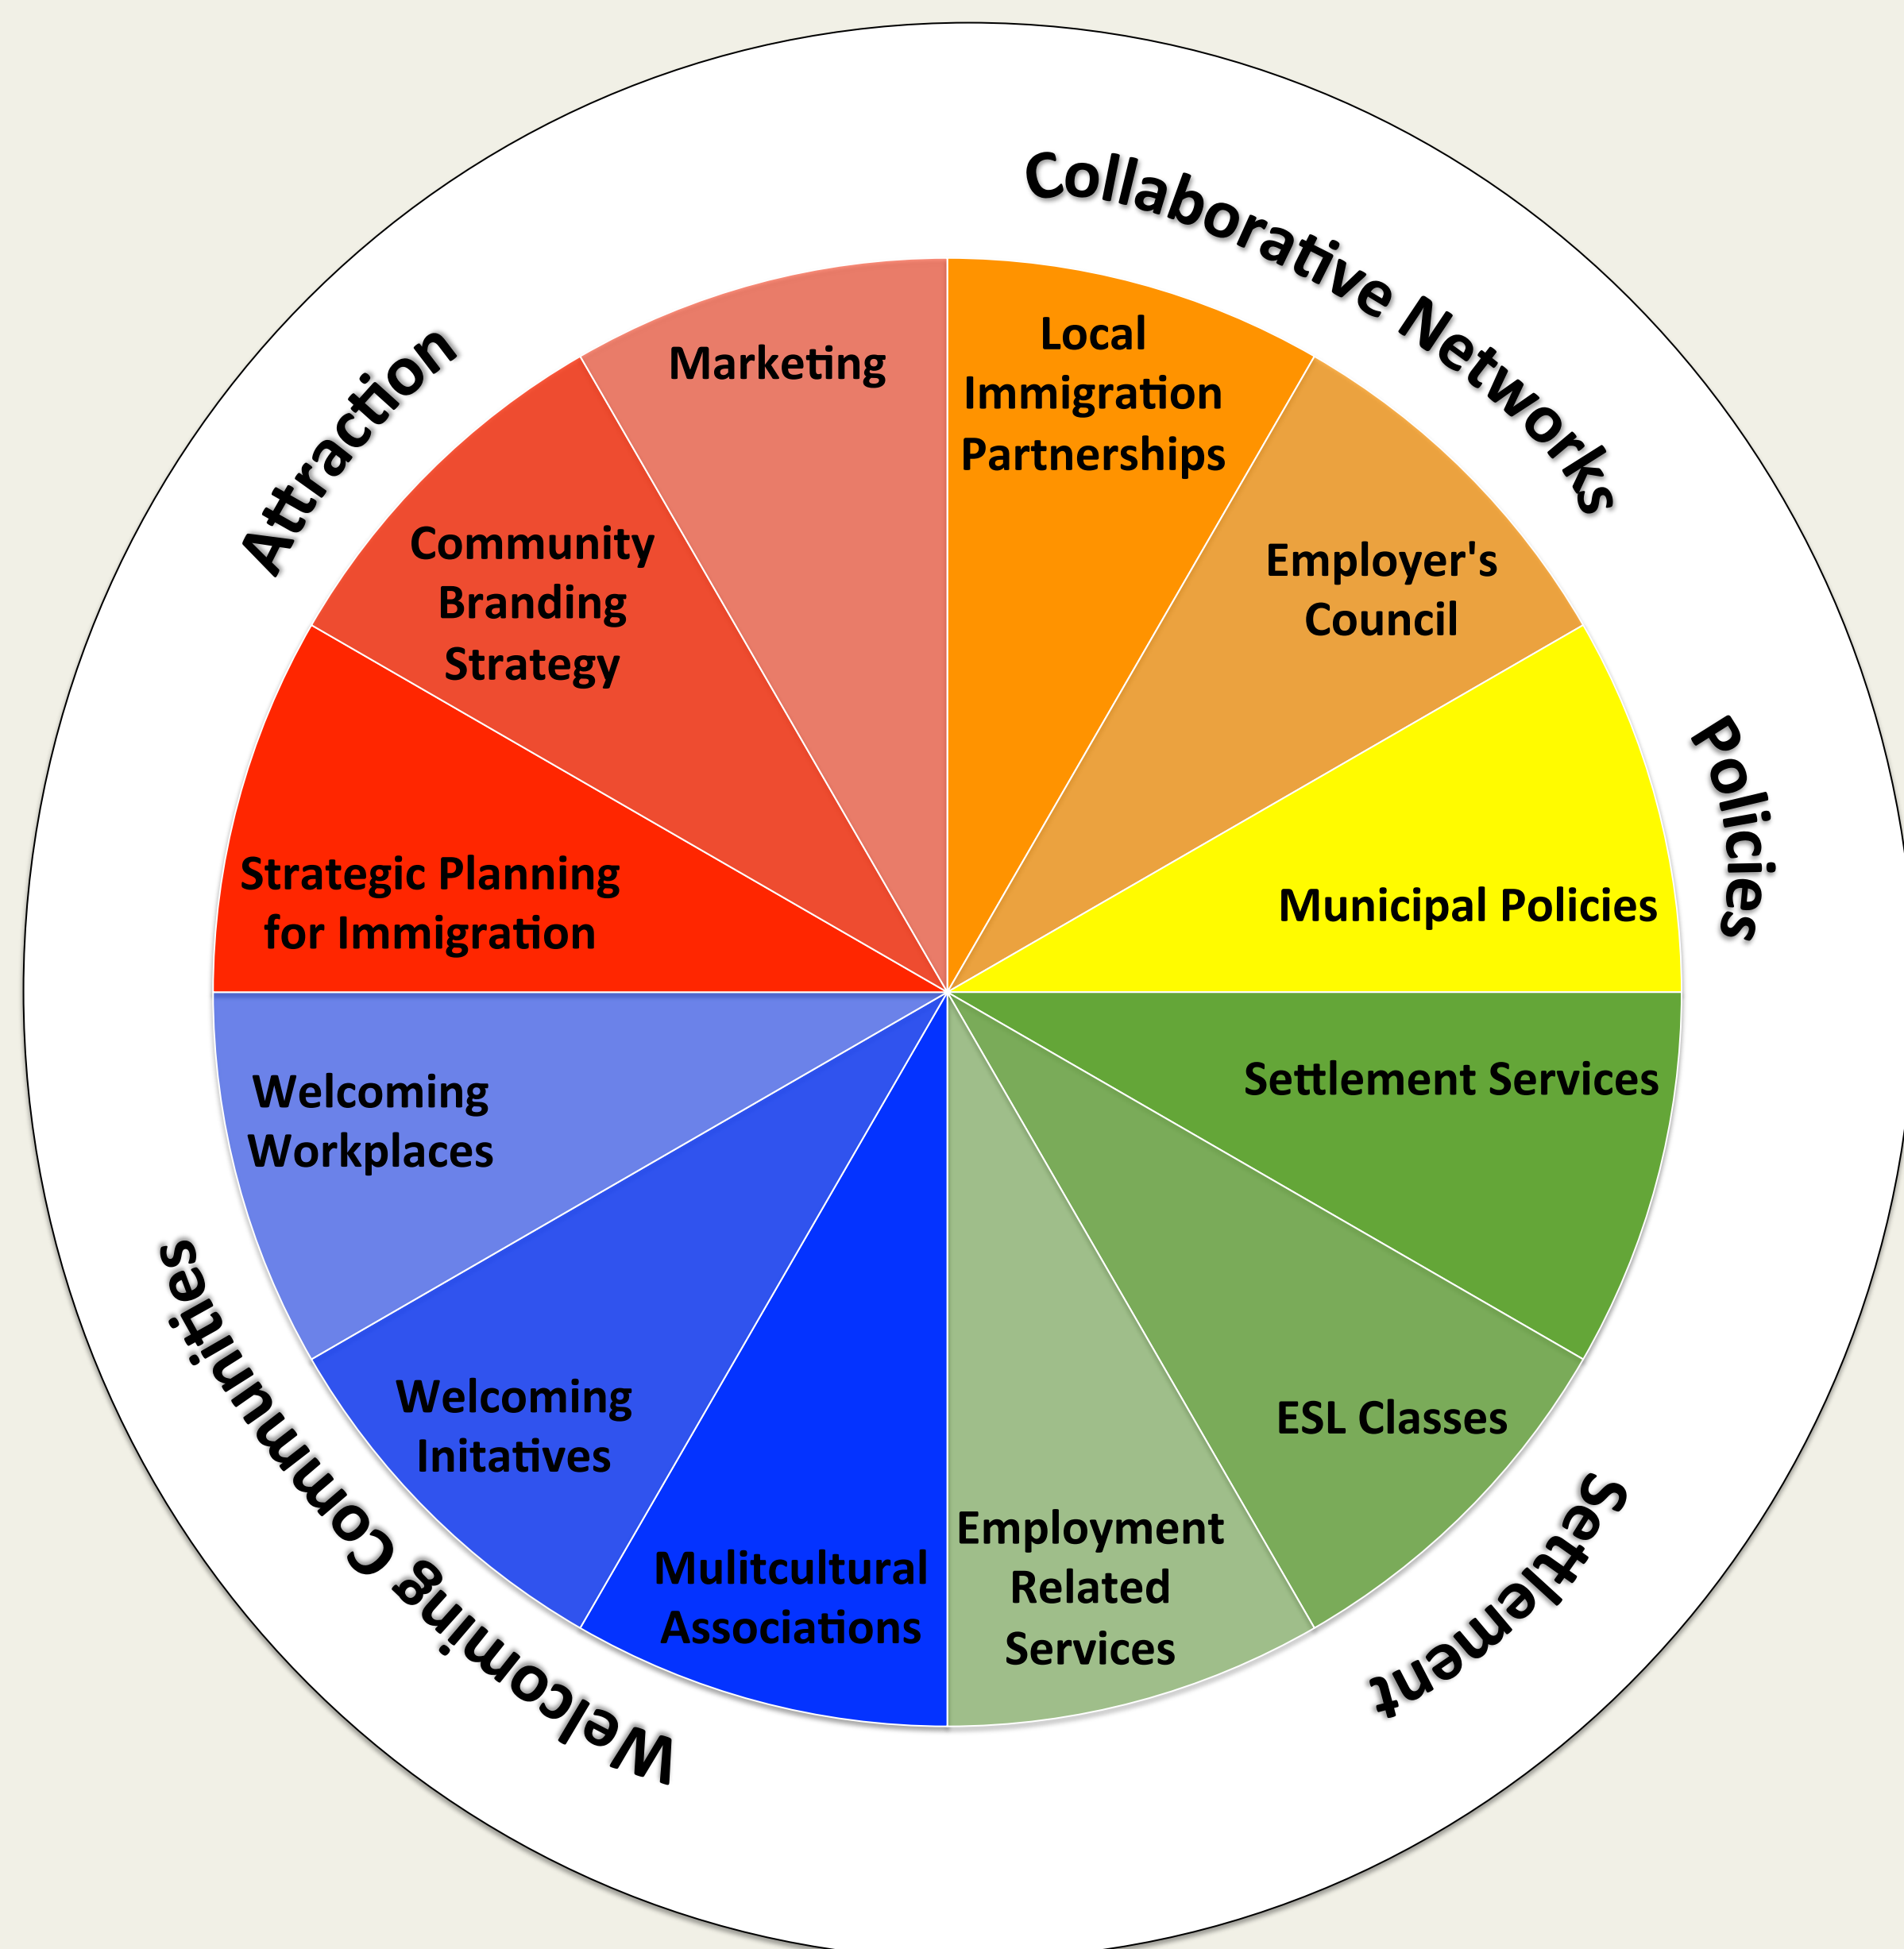 Collaborative Networks
Local
Immigration
Partnerships
Employer's
Council
Policies
Municipal Policies
Settlement
Settlement Services
ESL Classes
Employment
Related
Services
Welcoming Communities
Mulitcultural
Associations
Welcoming
Initatives
Welcoming
Workplaces
Attraction
Strategic Planning
for Immigration
Community
Branding
Strategy
Marketing